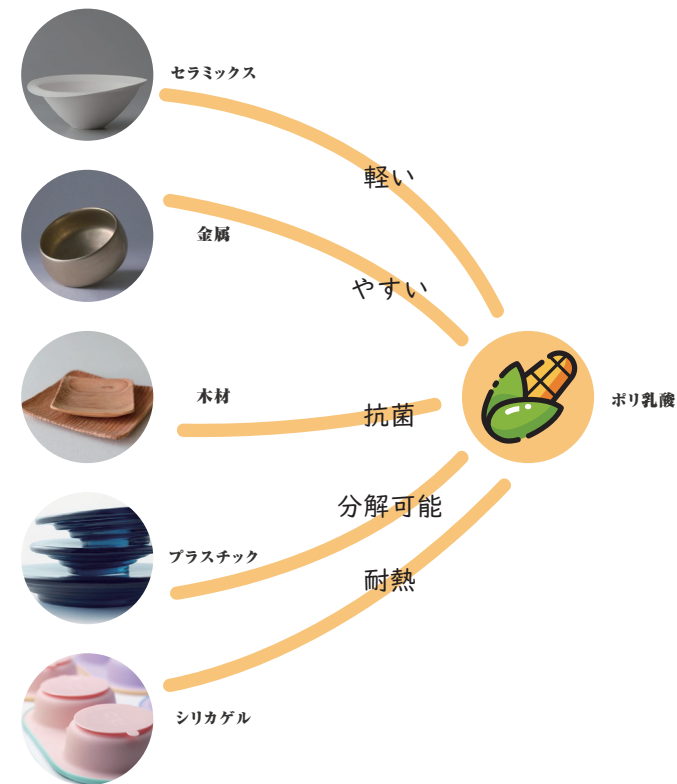 セラミックス
軽い
金属
やすい
木材
ポリ乳酸
抗菌
分解可能
プラスチック
耐熱
シリカゲル